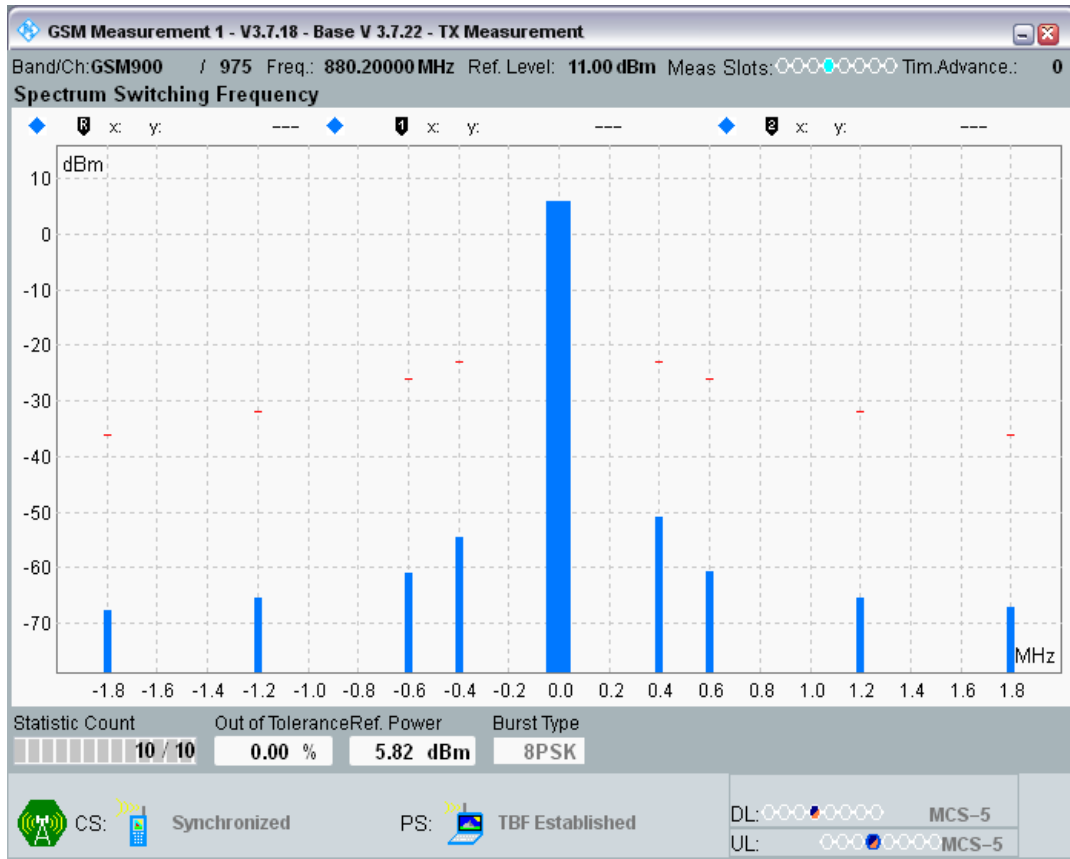 GSM Measurement 1 - V3.7.18 - Base V 3.7.22 - TX Measurement
Band/Ch:GSM900 / 975 Freq.: 880.20000 MHz Ref. Level: 11.00 dBm Meas Slots: Tim.Advance.: 0
Spectrum Switching Frequency
R x: y: --- 1 x: y: --- 2 x: y: ---
dBm
10
0
-10
-20
-30
-40
-50
-60
-70
MHz
-1.8 -1.6 -1.4 -1.2 -1.0 -0.8 -0.6 -0.4 -0.2 0.0 0.2 0.4 0.6 0.8 1.0 1.2 1.4 1.6 1.8
Statistic Count Out of Tolerance Ref. Power Burst Type
10 / 10 0.00 % 5.82 dBm 8PSK
CS: Synchronized PS: TBF Established
DL: MCS-5
UL: MCS-5